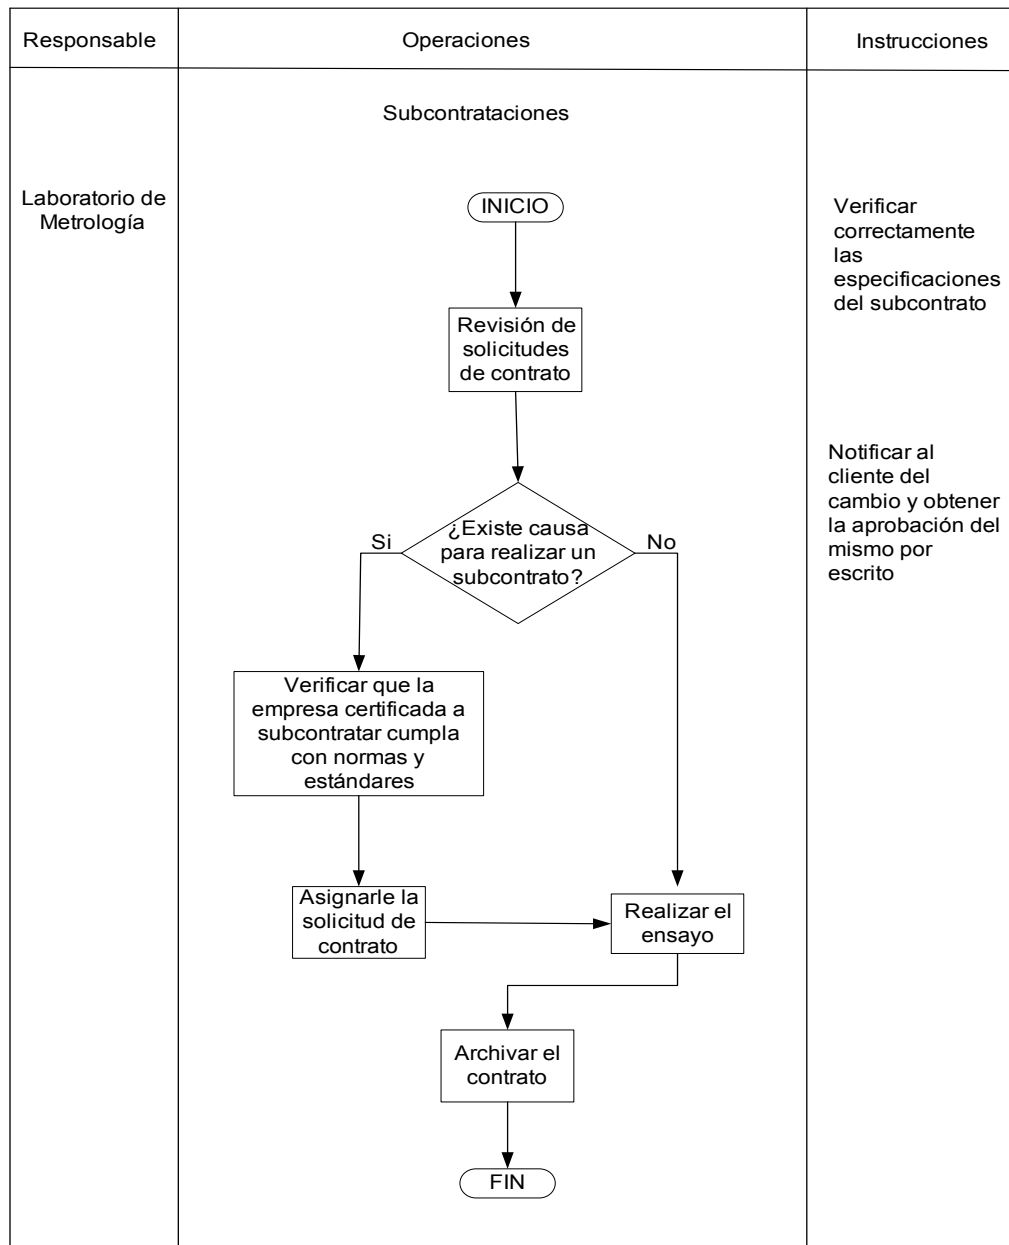 Responsable
Operaciones
Instrucciones
Subcontrataciones
Laboratorio de
Metrología
INICIO
Verificar
correctamente
las
especificaciones
del subcontrato
Revisión de
solicitudes
de contrato
Notificar al
cliente del
cambio y obtener
la aprobación del
mismo por
escrito
¿Existe causa
para realizar un
subcontrato?
Si
No
Verificar que la
empresa certificada a
subcontratar cumpla
con normas y
estándares
Asignarle la
solicitud de
contrato
Realizar el
ensayo
Archivar el
contrato
FIN